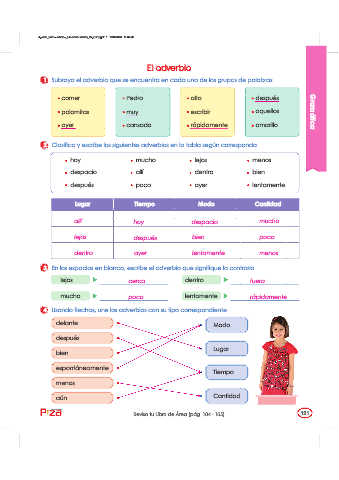 El adverbio
1 Subraya el adverbio que se encuentra en cada uno de los grupos de palabras:
• comer • Pedro • allo • después
• palomitas • muy • escribir • aquellos
• ayer • cansado • rápidamente • amarillo
Gramática
2 Clasifica y escribe los siguientes adverbios en la tabla según corresponda
• hoy • mucho • lejos • menos
• despacio • allí • dentro • bien
• después • poco • ayer • lentamente
Lugar Tiempo Modo Cantidad
allí hoy despacio mucho
lejos después bien poco
dentro ayer lentamente menos
3 En los espacios en blanco, escribe el adverbio que signifique lo contrario
lejos cerca dentro fuera
mucho poco lentamente rápidamente
4 Usando flechas, une los adverbios con su tipo correspondiente
delante
Modo
después
Lugar
bien
espontáneamente
Tiempo
menos
Cantidad
aún
Revisa tu Libro de Área (pág. 104 - 105)
101